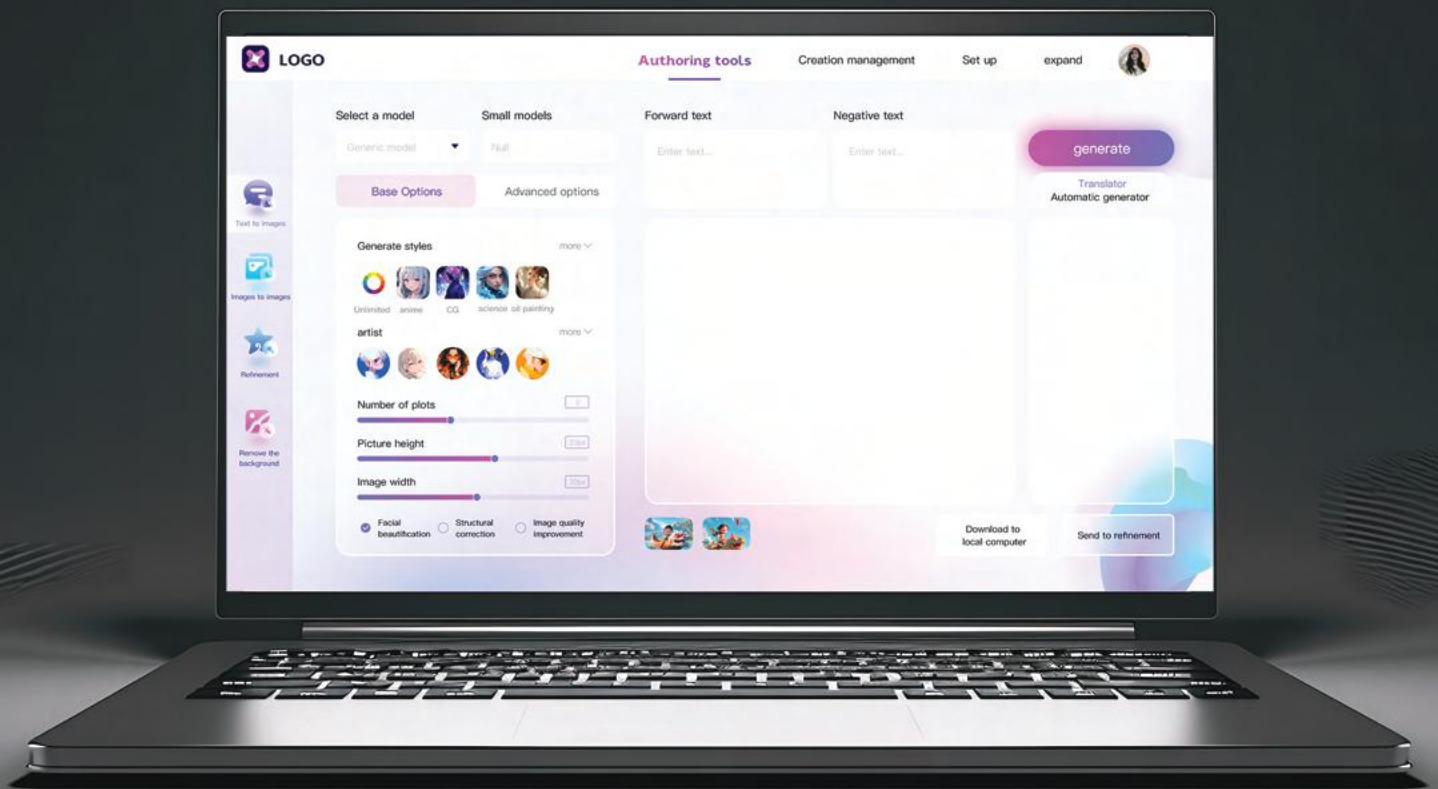 LOGO
Authoring tools
Creation management
Set up
expand
Select a model
Small models
Forward text
Negative text
Generic model
Null
Enter text...
Enter text...
generate
Base Options
Advanced options
Translator
Automatic generator
Text to images
Images to images
Refinement
Remove the
background
Generate styles
more
Unlimited
anime
CG
science
oil painting
artist
more
Number of plots
Picture height
Image width
Facial
beautification
Structural
correction
Image quality
improvement
Download to
local computer
Send to refinement